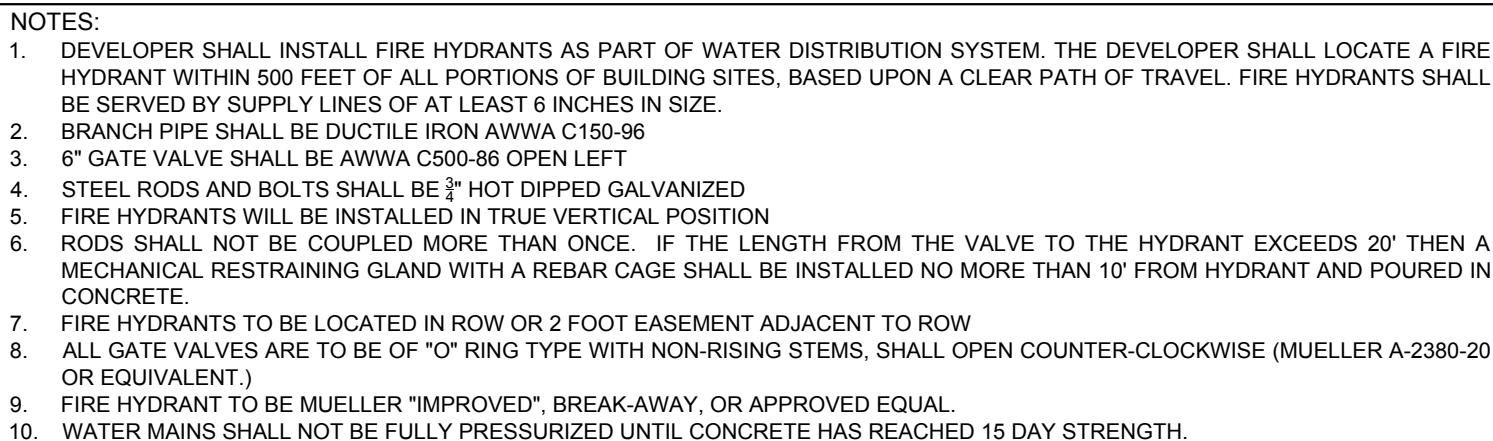 NOTES:
1. DEVELOPER SHALL INSTALL FIRE HYDRANTS AS PART OF WATER DISTRIBUTION SYSTEM. THE DEVELOPER SHALL LOCATE A FIRE
HYDRANT WITHIN 500 FEET OF ALL PORTIONS OF BUILDING SITES, BASED UPON A CLEAR PATH OF TRAVEL. FIRE HYDRANTS SHALL
BE SERVED BY SUPPLY LINES OF AT LEAST 6 INCHES IN SIZE.
2. BRANCH PIPE SHALL BE DUCTILE IRON AWWA C150-96
3. 6" GATE VALVE SHALL BE AWWA C500-86 OPEN LEFT
4. STEEL RODS AND BOLTS SHALL BE 3/4" HOT DIPPED GALVANIZED
5. FIRE HYDRANTS WILL BE INSTALLED IN TRUE VERTICAL POSITION
6. RODS SHALL NOT BE COUPLED MORE THAN ONCE. IF THE LENGTH FROM THE VALVE TO THE HYDRANT EXCEEDS 20' THEN A
MECHANICAL RESTRAINING GLAND WITH A REBAR CAGE SHALL BE INSTALLED NO MORE THAN 10' FROM HYDRANT AND POURED IN
CONCRETE.
7. FIRE HYDRANTS TO BE LOCATED IN ROW OR 2 FOOT EASEMENT ADJACENT TO ROW
8. ALL GATE VALVES ARE TO BE OF "O" RING TYPE WITH NON-RISING STEMS, SHALL OPEN COUNTER-CLOCKWISE (MUELLER A-2380-20
OR EQUIVALENT.)
9. FIRE HYDRANT TO BE MUELLER "IMPROVED", BREAK-AWAY, OR APPROVED EQUAL.
10. WATER MAINS SHALL NOT BE FULLY PRESSURIZED UNTIL CONCRETE HAS REACHED 15 DAY STRENGTH.